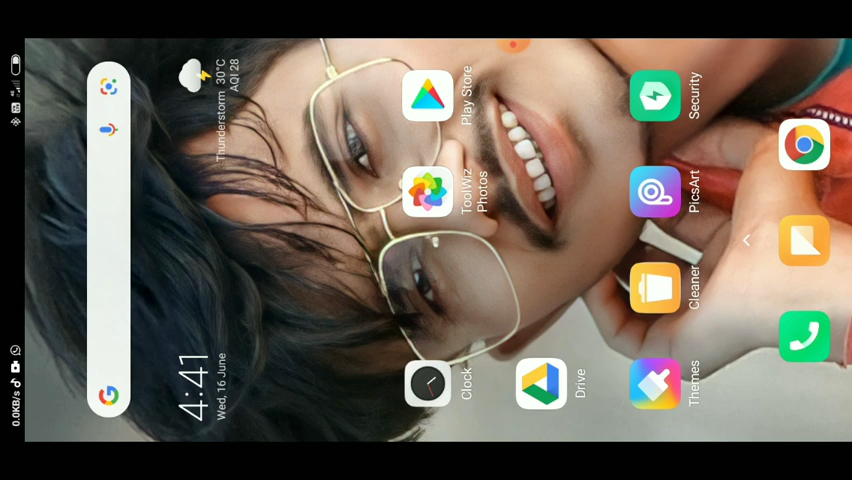 0.0KB/s
4G
4:41
Wed, 16 June
Thunderstorm 30°C
AQI 28
Clock
ToolWiz
Photos
Play Store
Drive
Themes
Cleaner
PicsArt
Security